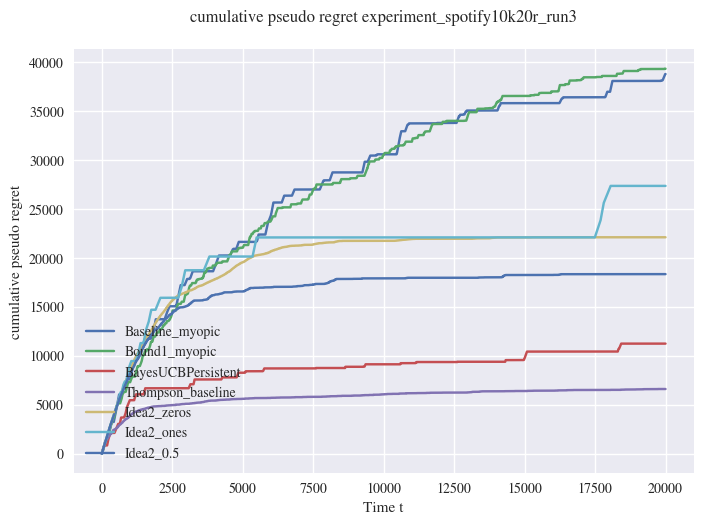 cumulative pseudo regret experiment_spotify10k20r_run3
40000
35000
30000
25000
20000
15000
10000
5000
0
cumulative pseudo regret
Baseline_myopic
Bound1_myopic
BayesUCBPersistent
Thompson_baseline
Idea2_zeros
Idea2_ones
Idea2_0.5
0 2500 5000 7500 10000 12500 15000 17500 20000
Time t